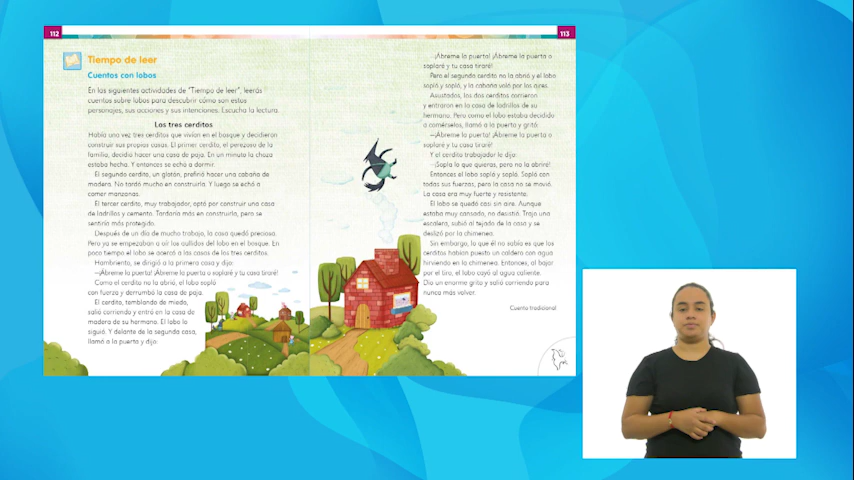 112
113
Tiempo de leer
Cuentos con lobos
En las siguientes actividades de "Tiempo de leer", leerás
cuentos sobre lobos para descubrir cómo son estos
personajes, sus acciones y sus intenciones. Escucha la lectura.
Los tres cerditos
Había una vez tres cerditos que vivían en el bosque y decidieron
construir sus propias casas. El primer cerdito, el perezoso de la
familia, decidió hacer una casa de paja. En un minuto la choza
estaba hecha. Y entonces se echó a dormir.
El segundo cerdito, un glotón, prefirió hacer una cabaña de
madera. No tardó mucho en construirla. Y luego se echó a
comer manzanas.
El tercer cerdito, muy trabajador, optó por construir una casa
de ladrillos y cemento. Tardaría más en construirla, pero se
sentiría más protegido.
Después de un día de mucho trabajo, la casa quedó preciosa.
Pero ya se empezaban a oír los aullidos del lobo en el bosque. En
poco tiempo el lobo se acercó a las casas de los tres cerditos.
Hambriento, se dirigió a la primera casa y dijo:
—¡Ábreme la puerta! ¡Ábreme la puerta o soplaré y tu casa tiraré!
Como el cerdito no la abrió, el lobo sopló
con fuerza y derrumbó la casa de paja.
El cerdito, temblando de miedo,
salió corriendo y entró en la casa de
madera de su hermano. El lobo le
siguió. Y delante de la segunda casa,
llamó a la puerta y dijo:
¡Ábreme la puerta! ¡Ábreme la puerta o
soplaré y tu casa tiraré!
Pero el segundo cerdito no la abrió y el lobo
sopló y sopló, y la cabaña voló por los aires.
Asustados, los dos cerditos corrieron
y entraron en la casa de ladrillos de su
hermano. Pero como el lobo estaba decidido
a comérselos, llamó a la puerta y gritó:
—¡Ábreme la puerta! ¡Ábreme la puerta o
soplaré y tu casa tiraré!
Y el cerdito trabajador le dijo:
—¡Sopla lo que quieras, pero no la abriré!
Entonces el lobo sopló y sopló. Sopló con
todas sus fuerzas, pero la casa no se movió.
La casa era muy fuerte y resistente.
El lobo se quedó casi sin aire. Aunque
estaba muy cansado, no desistió. Trajo una
escalera, subió al tejado de la casa y se
deslizó por la chimenea.
Sin embargo, lo que él no sabía es que los
cerditos habían puesto un caldero con agua
hirviendo en la chimenea. Entonces, al bajar
por el tiro, el lobo cayó al agua caliente.
Dio un enorme grito y salió corriendo para
nunca más volver.
Cuento tradicional